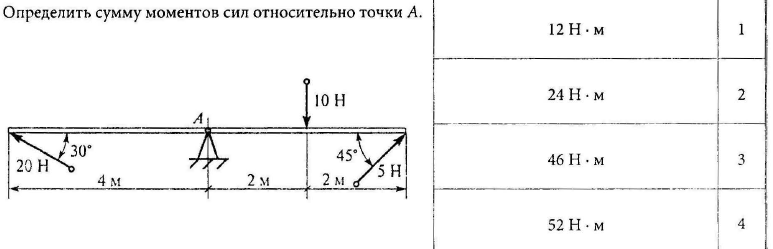 Определить сумму моментов сил относительно точки A.
12 Н · м 1
24 Н · м 2
46 Н · м 3
52 Н · м 4
A
10 Н
30°
45°
20 Н
5 Н
4 м
2 м
2 м